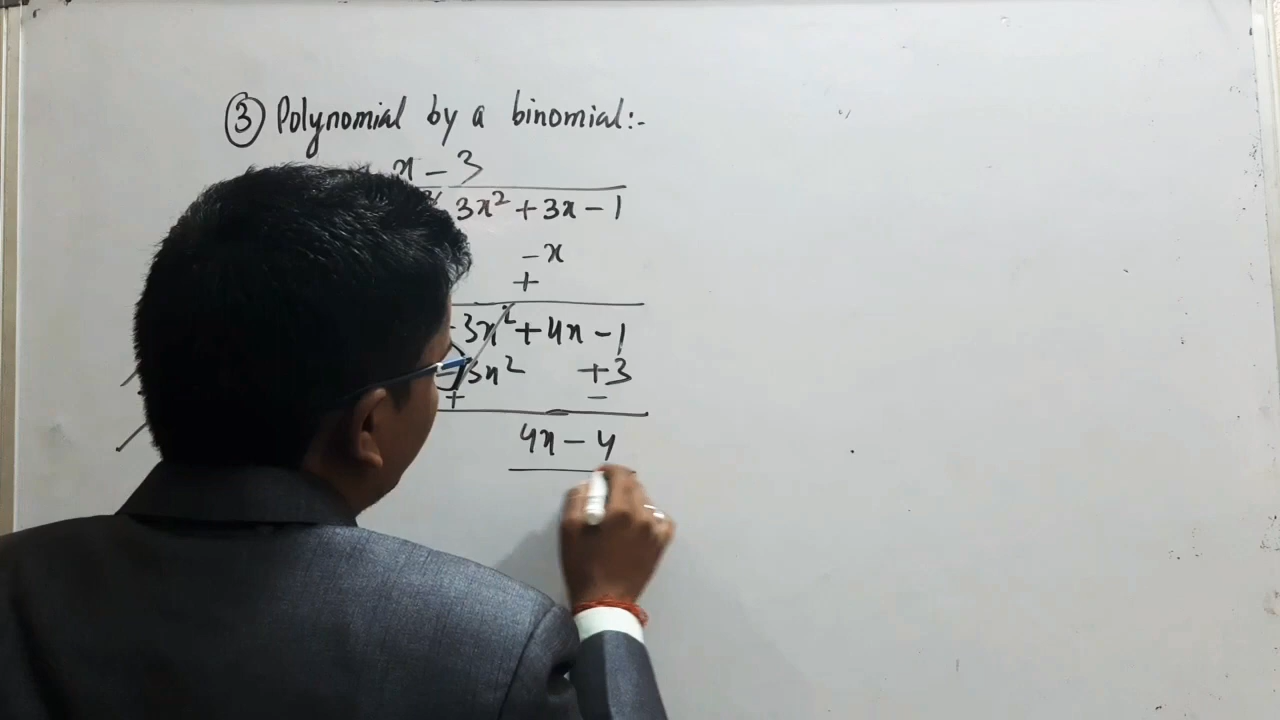 ③ Polynomial by a binomial:-
x - 3
3x² + 3x - 1
- x
+
-3x² + 4x - 1
-3x² + 3
+ -
4x - 4